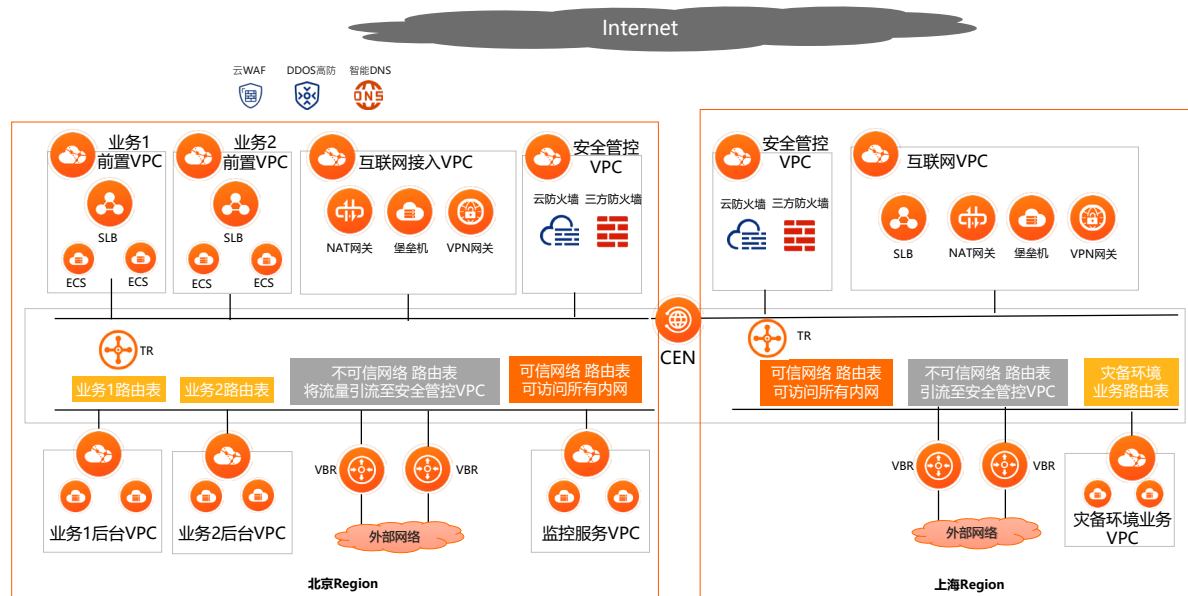 Internet
云WAF
DDOS高防
智能DNS
DNS
业务1
前置VPC
SLB
ECS
ECS
业务2
前置VPC
SLB
ECS
ECS
互联网接入VPC
NAT网关
堡垒机
VPN网关
安全管控
VPC
云防火墙
三方防火墙
安全管控
VPC
云防火墙
三方防火墙
互联网VPC
SLB
NAT网关
堡垒机
VPN网关
CEN
TR
业务1路由表
业务2路由表
不可信网络 路由表
将流量引流至安全管控VPC
可信网络 路由表
可访问所有内网
TR
可信网络 路由表
可访问所有内网
不可信网络 路由表
引流至安全管控VPC
灾备环境
业务路由表
业务1后台VPC
业务2后台VPC
VBR
VBR
外部网络
监控服务VPC
VBR
VBR
外部网络
灾备环境业务
VPC
北京Region
上海Region